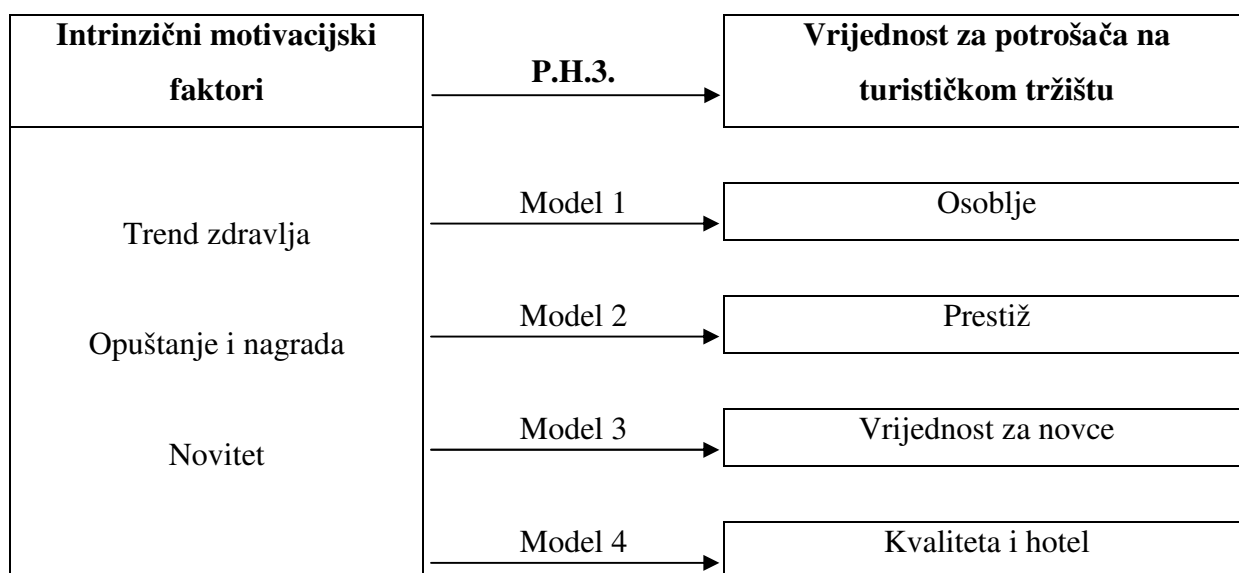 Intrinzični motivacijski
faktori
P.H.3.
Vrijednost za potrošača na
turističkom tržištu
Trend zdravlja
Opuštanje i nagrada
Novitet
Model 1
Osoblje
Model 2
Prestiž
Model 3
Vrijednost za novce
Model 4
Kvaliteta i hotel